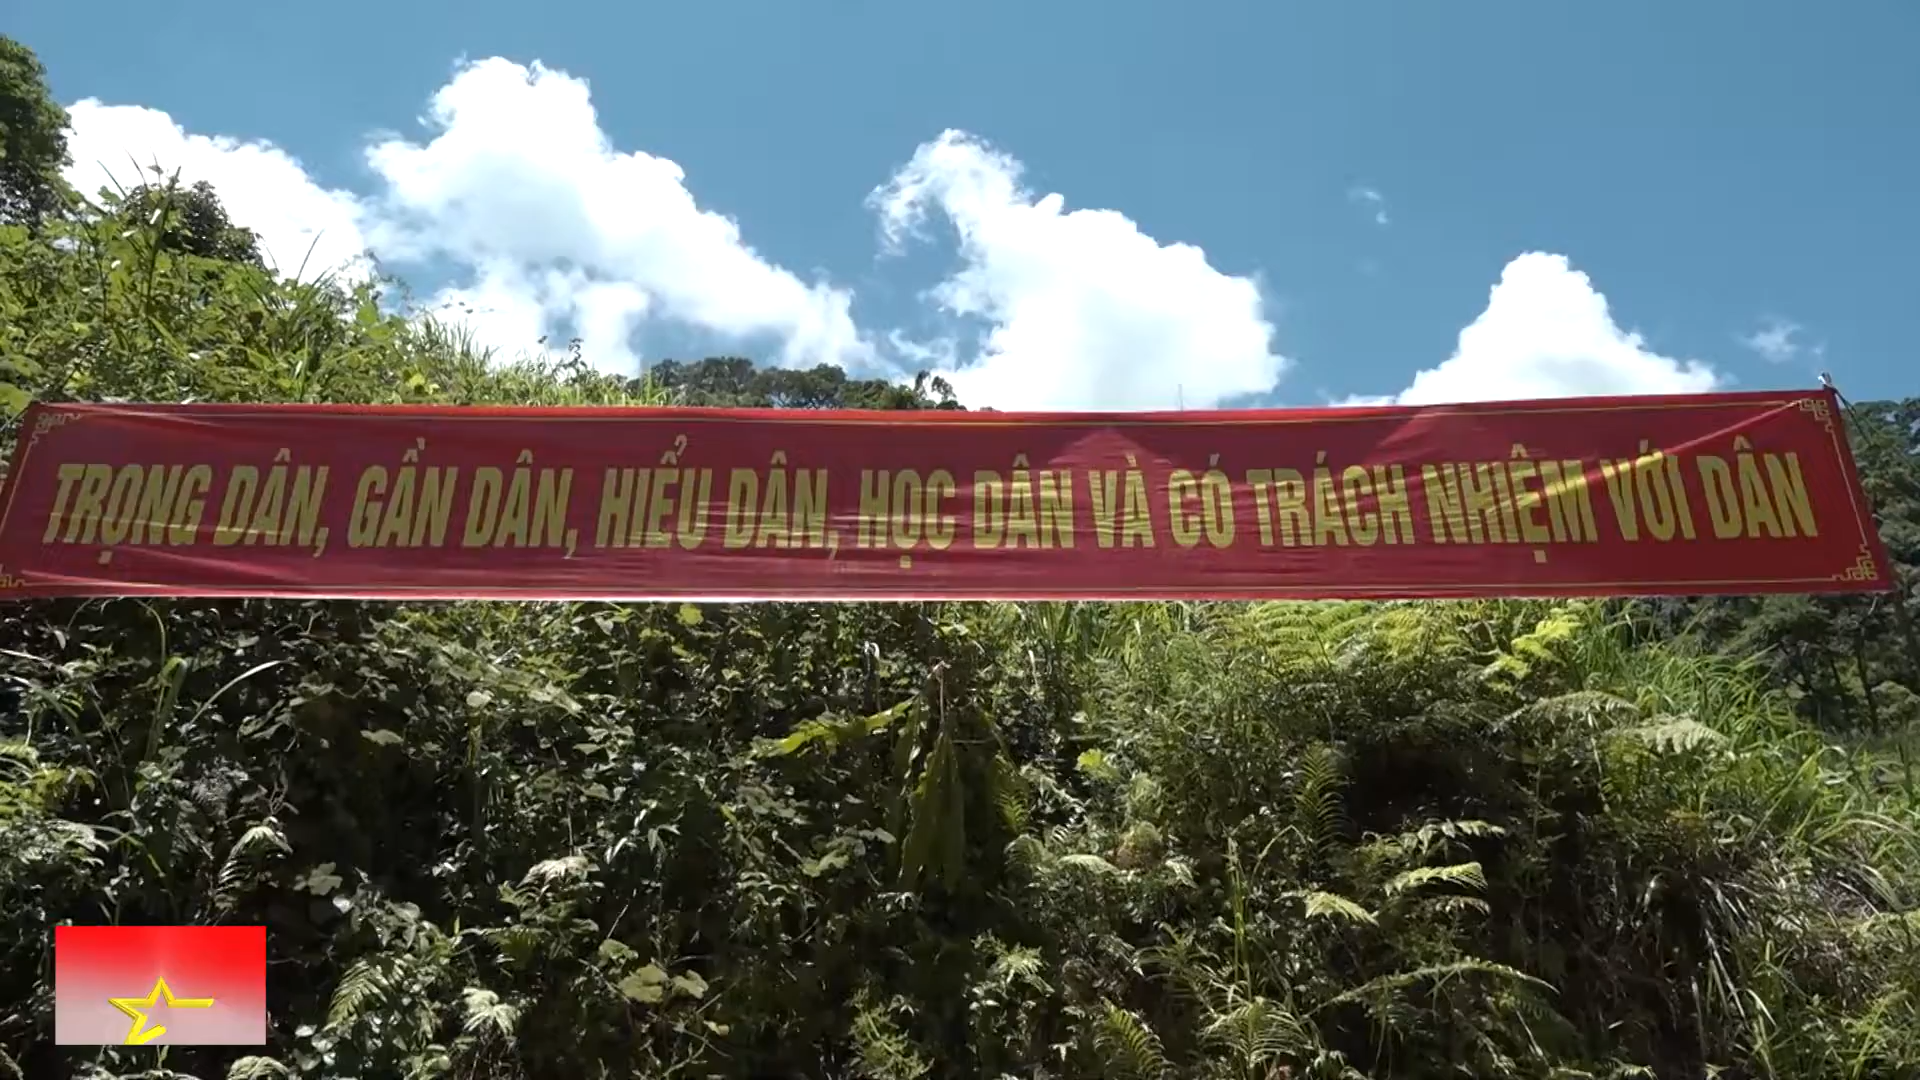 TRỌNG DÂN, GẦN DÂN, HIỂU DÂN, HỌC DÂN VÀ CÓ TRÁCH NHIỆM VỚI DÂN